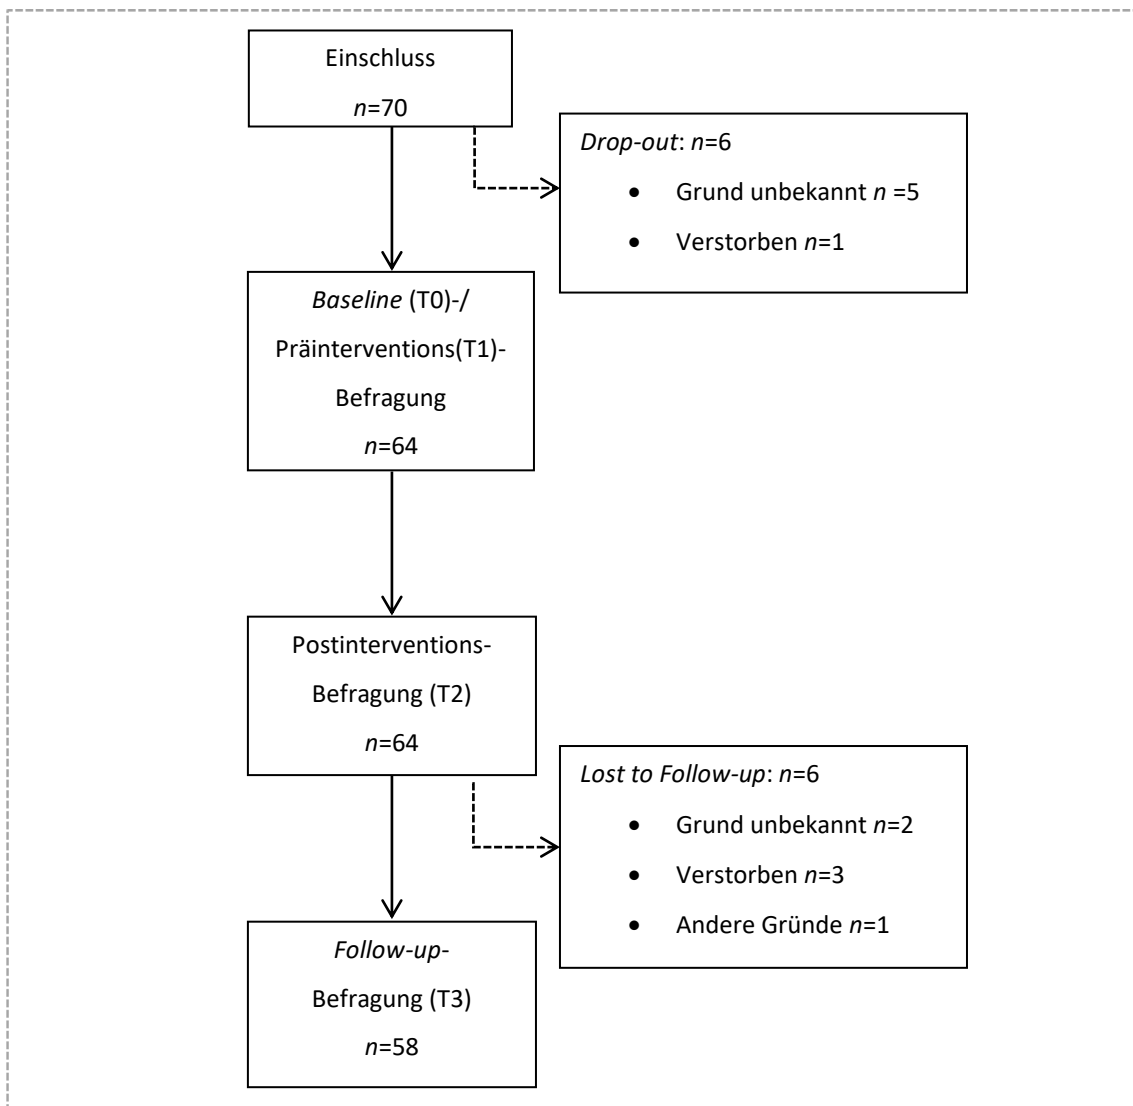 Einschluss
n=70
Drop-out: n=6
• Grund unbekannt n =5
• Verstorben n=1
Baseline (T0)-/
Präinterventions(T1)-
Befragung
n=64
Postinterventions-
Befragung (T2)
n=64
Lost to Follow-up: n=6
• Grund unbekannt n=2
• Verstorben n=3
• Andere Gründe n=1
Follow-up-
Befragung (T3)
n=58